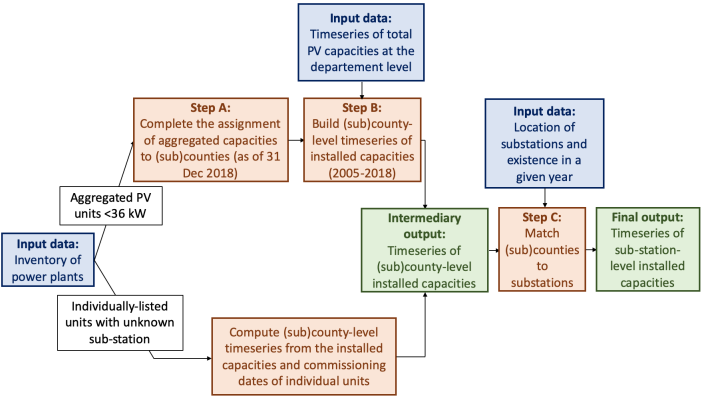 Input data:
Timeseries of total
PV capacities at the
departement level
Step A:
Complete the assignment
of aggregated capacities
to (sub)counties (as of 31
Dec 2018)
Step B:
Build (sub)county-
level timeseries of
installed capacities
(2005-2018)
Input data:
Location of
substations and
existence in a
given year
Aggregated PV
units <36 kW
Input data:
Inventory of
power plants
Intermediary
output:
Timeseries of
(sub)county-level
installed capacities
Step C:
Match
(sub)counties
to
substations
Final output:
Timeseries of
sub-station-
level installed
capacities
Individually-listed
units with unknown
sub-station
Compute (sub)county-level
timeseries from the installed
capacities and commissioning
dates of individual units